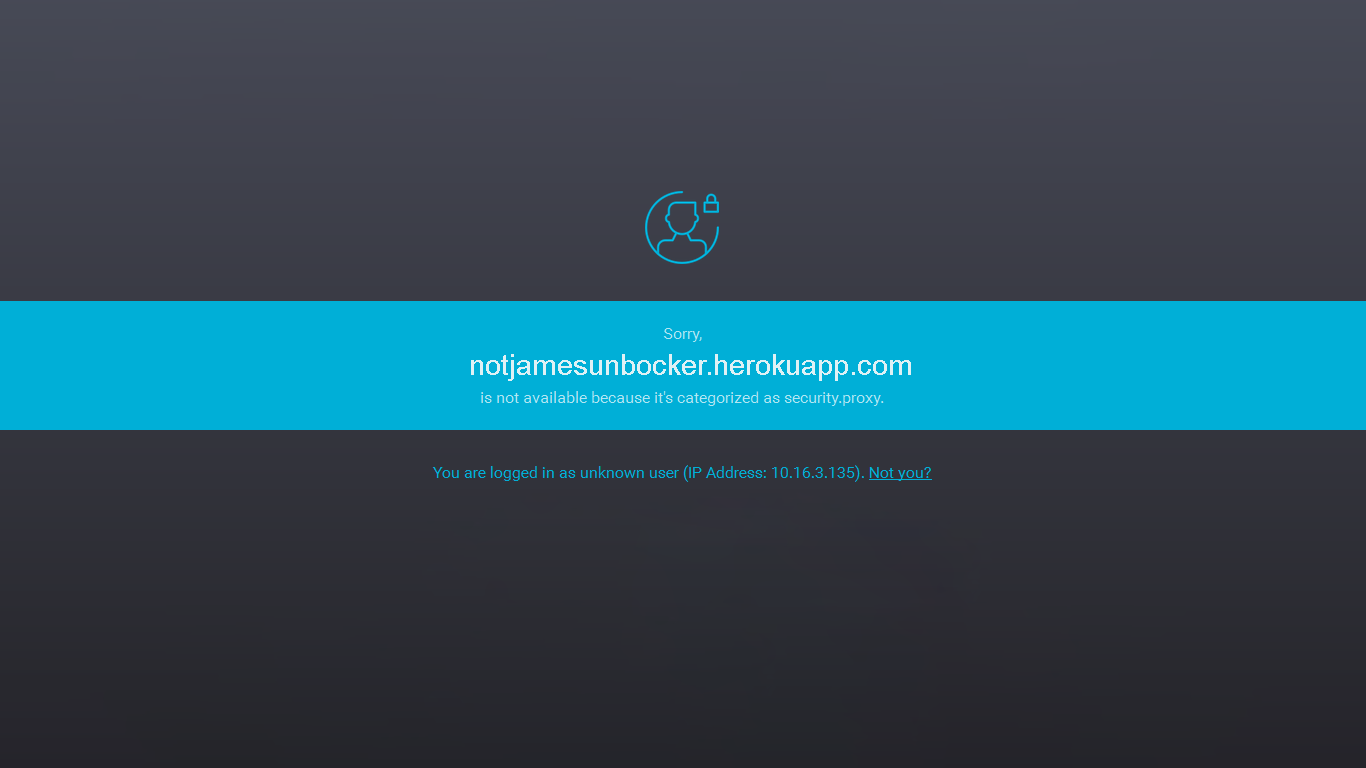 Sorry,
notjamesunbocker.herokuapp.com
is not available because it's categorized as security.proxy.
You are logged in as unknown user (IP Address: 10.16.3.135). Not you?